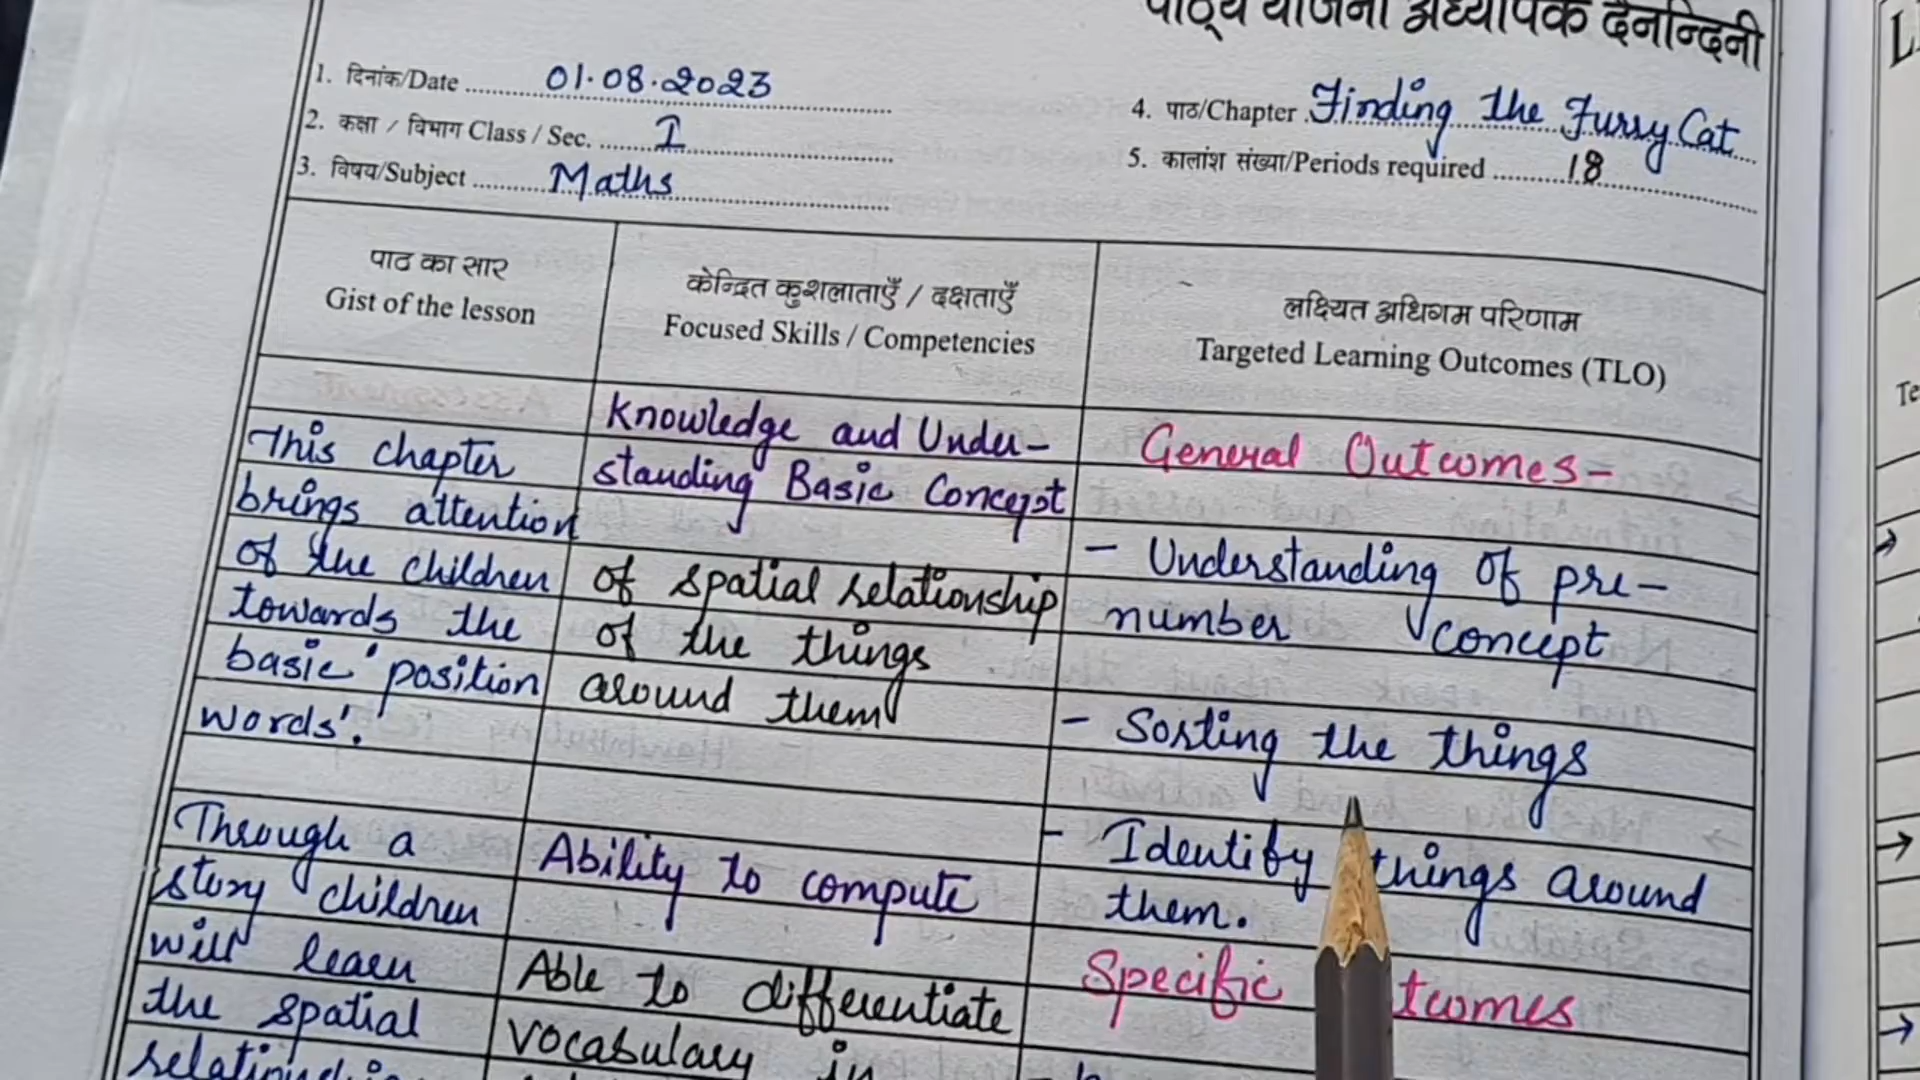 पाठ्य योजना अध्यापक दैनन्दिनी
1. दिनांक/Date 01.08.2023
2. कक्षा / विभाग Class / Sec. I
3. विषय/Subject Maths
4. पाठ/Chapter Finding the Furry Cat
5. कालांश संख्या/Periods required 18
पाठ का सार
Gist of the lesson
This chapter
brings attention
of the children
towards the
basic 'position
words'.
Through a
story children
will learn
the spatial
केन्द्रित कुशलाताएँ / दक्षताएँ
Focused Skills / Competencies
Knowledge and Under-
standing Basic Concept
of spatial relationship
of the things
around them
Ability to compute
Able to differentiate
vocabulary in
लक्ष्यित अधिगम परिणाम
Targeted Learning Outcomes (TLO)
General Outcomes-
- Understanding of pre-
number concept
- Sorting the things
- Identify things around
them.
Specific